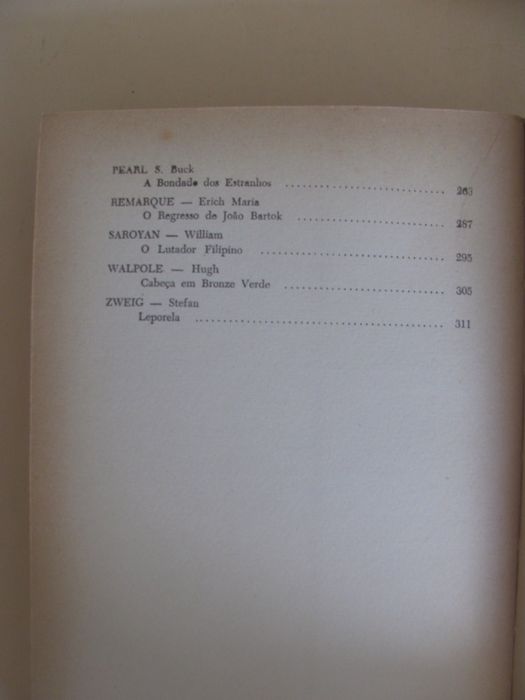 PEARL S. Buck
A Bondade dos Estranhos ........................... 263
REMARQUE — Erich Maria
O Regresso de João Bartok ......................... 287
SAROYAN — William
O Lutador Filipino ................................ 295
WALPOLE — Hugh
Cabeça em Bronze Verde ............................ 305
ZWEIG — Stefan
Leporela .......................................... 311